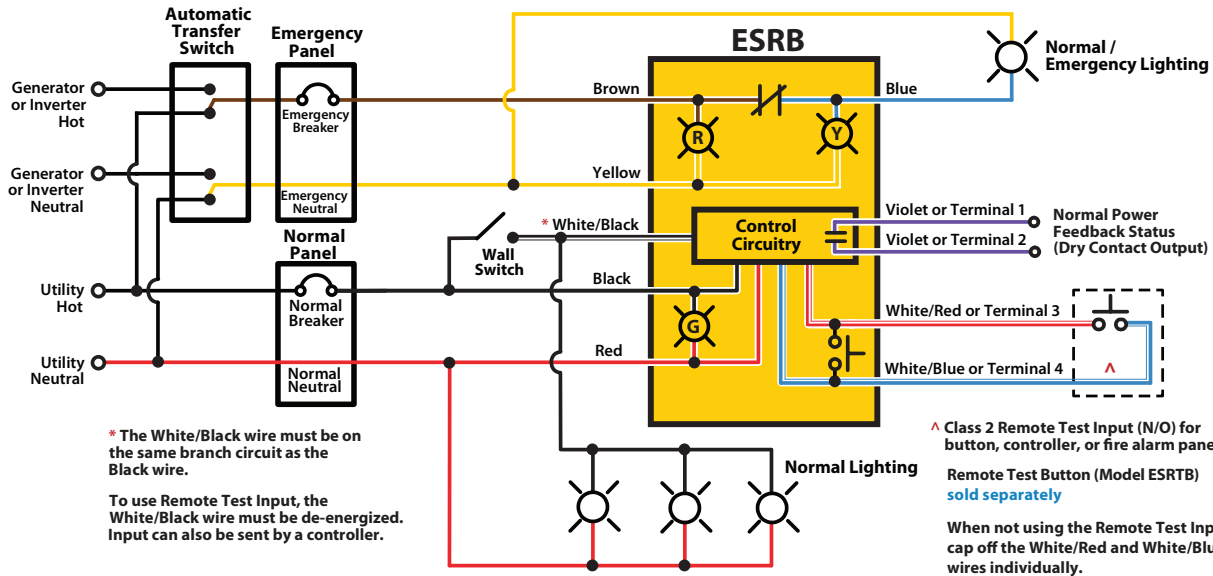 Automatic
Transfer
Switch
Emergency
Panel
ESRB
Normal /
Emergency Lighting
Generator
or Inverter
Hot
Brown
Blue
Emergency
Breaker
R
Y
Generator
or Inverter
Neutral
Yellow
Emergency
Neutral
Normal
Panel
* White/Black
Wall
Switch
Control
Circuitry
Violet or Terminal 1
Violet or Terminal 2
Normal Power
Feedback Status
(Dry Contact Output)
Utility
Hot
Black
Normal
Breaker
G
White/Red or Terminal 3
Utility
Neutral
Red
Normal
Neutral
White/Blue or Terminal 4
^
* The White/Black wire must be on
the same branch circuit as the
Black wire.
To use Remote Test Input, the
White/Black wire must be de-energized.
Input can also be sent by a controller.
Normal Lighting
^ Class 2 Remote Test Input (N/O) for
button, controller, or fire alarm pane
Remote Test Button (Model ESRTB)
sold separately
When not using the Remote Test Inp
cap off the White/Red and White/Blu
wires individually.